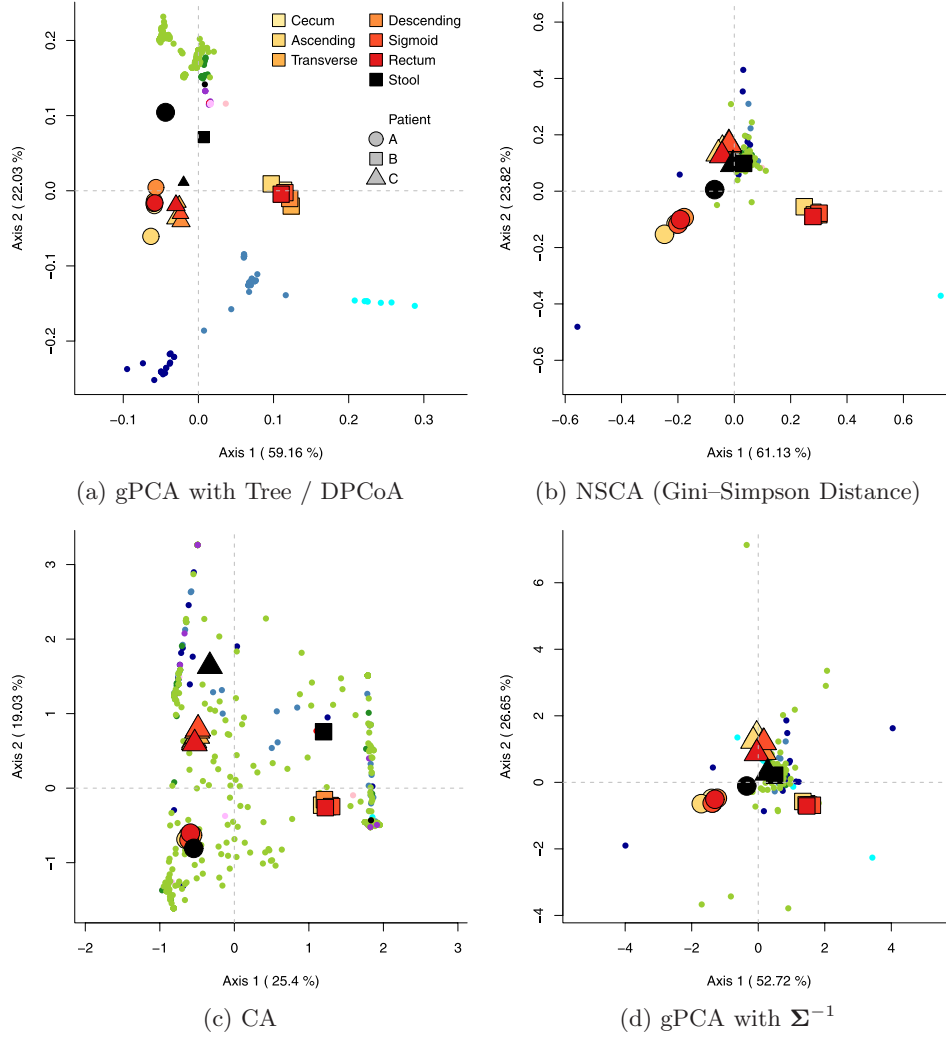 Cecum
Ascending
Transverse
Descending
Sigmoid
Rectum
Stool
Patient
A
B
C
0.2
0.1
0.0
−0.1
−0.2
Axis 2 ( 22.03 %)
−0.1 0.0 0.1 0.2 0.3
Axis 1 ( 59.16 %)
(a) gPCA with Tree / DPCoA
0.6
0.4
0.2
0.0
−0.2
−0.4
−0.6
Axis 2 ( 23.82 %)
−0.6 −0.4 −0.2 0.0 0.2 0.4 0.6
Axis 1 ( 61.13 %)
(b) NSCA (Gini–Simpson Distance)
3
2
1
0
−1
Axis 2 ( 19.03 %)
−2 −1 0 1 2 3
Axis 1 ( 25.4 %)
(c) CA
6
4
2
0
−2
−4
Axis 2 ( 26.65 %)
−4 −2 0 2 4
Axis 1 ( 52.72 %)
(d) gPCA with Σ⁻¹